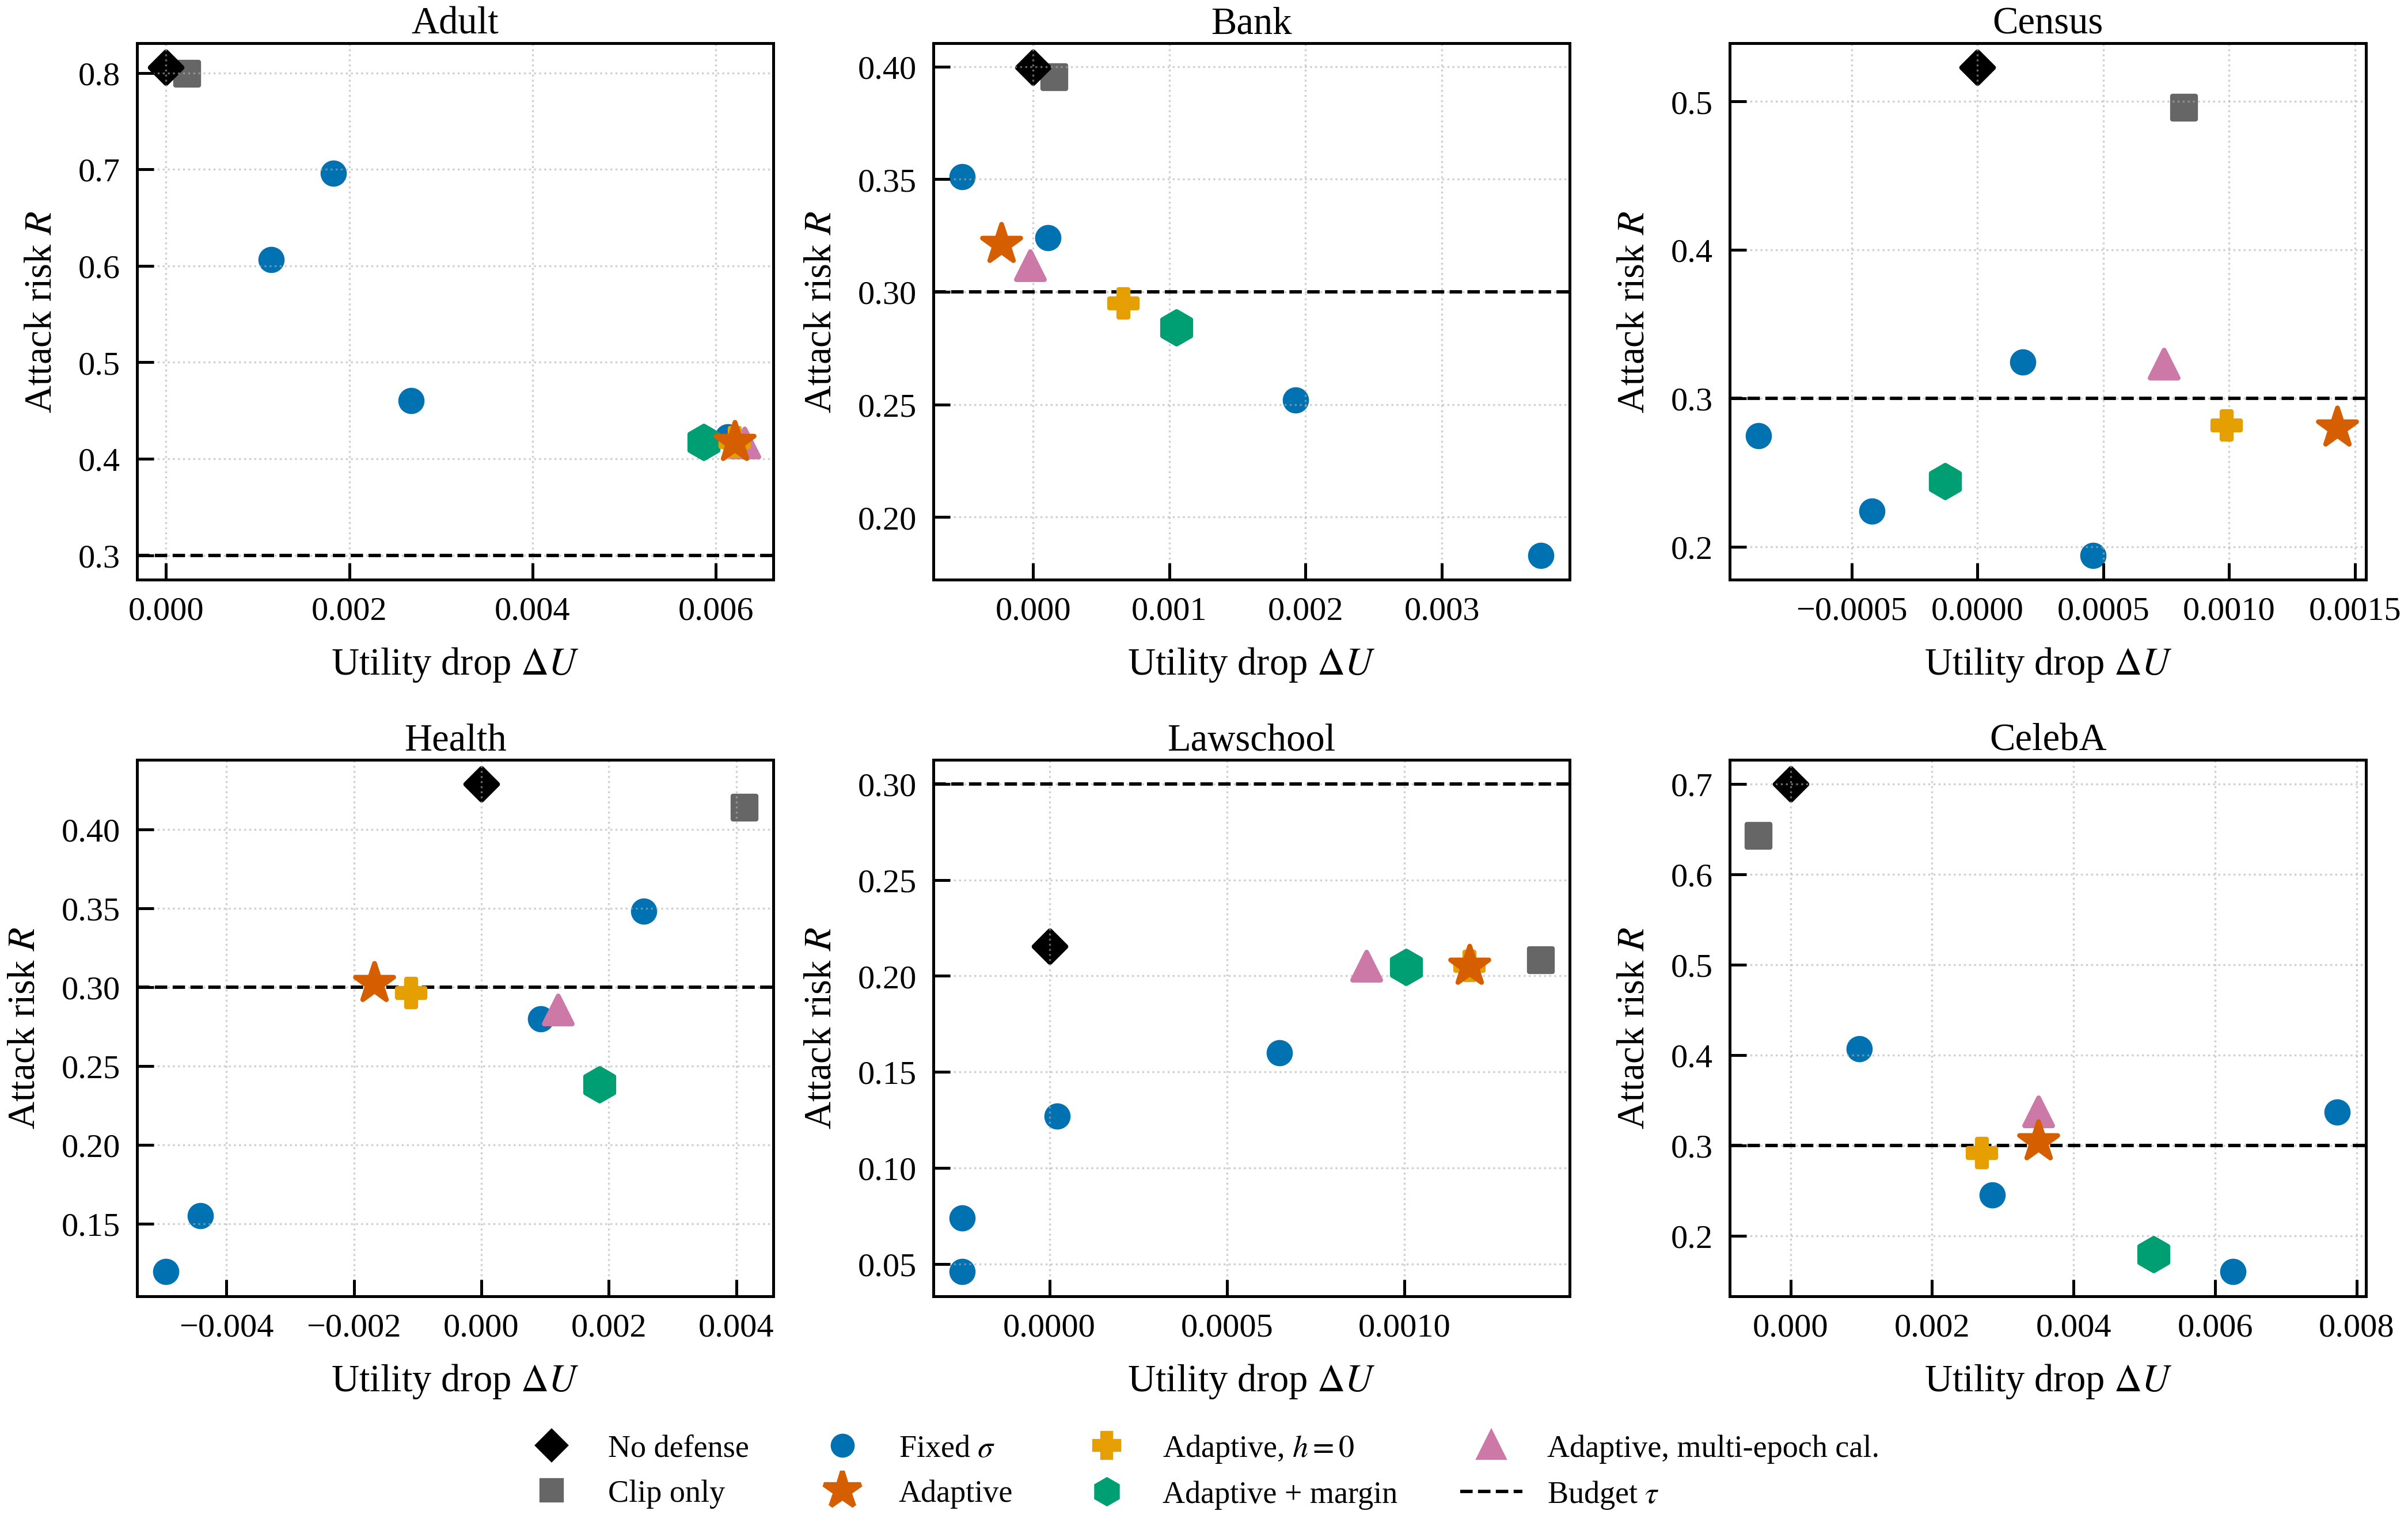 Adult
Bank
Census
0.8
0.7
0.6
0.5
0.4
0.3
Attack risk R
0.000
0.002
0.004
0.006
Utility drop ΔU
0.40
0.35
0.30
0.25
0.20
Attack risk R
0.000
0.001
0.002
0.003
Utility drop ΔU
0.5
0.4
0.3
0.2
Attack risk R
−0.0005
0.0000
0.0005
0.0010
0.0015
Utility drop ΔU
Health
Lawschool
CelebA
0.40
0.35
0.30
0.25
0.20
0.15
Attack risk R
−0.004
−0.002
0.000
0.002
0.004
Utility drop ΔU
0.30
0.25
0.20
0.15
0.10
0.05
Attack risk R
0.0000
0.0005
0.0010
Utility drop ΔU
0.7
0.6
0.5
0.4
0.3
0.2
Attack risk R
0.000
0.002
0.004
0.006
0.008
Utility drop ΔU
No defense
Clip only
Fixed σ
Adaptive
Adaptive, h = 0
Adaptive + margin
Adaptive, multi-epoch cal.
Budget τ